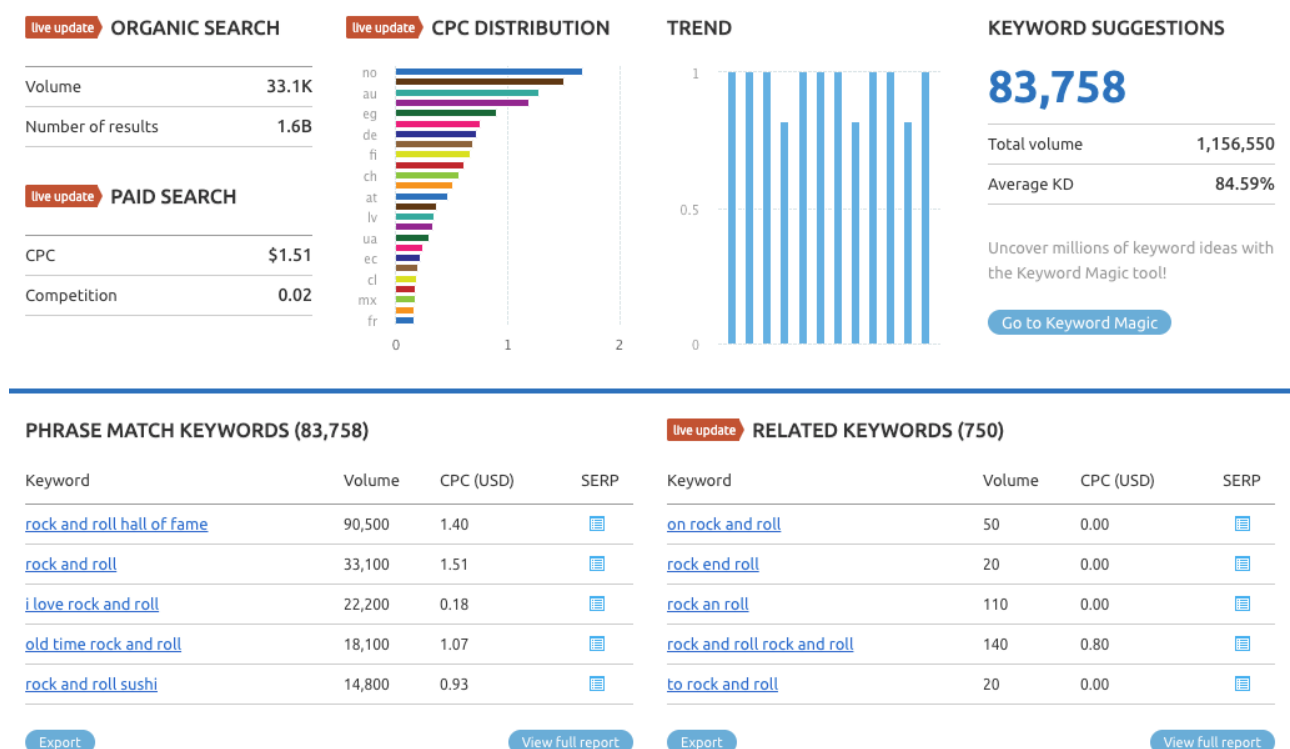 live update ORGANIC SEARCH
Volume 33.1K
Number of results 1.6B
live update PAID SEARCH
CPC $1.51
Competition 0.02
live update CPC DISTRIBUTION
no
au
eg
de
fi
ch
at
lv
ua
ec
cl
mx
fr
0 1 2
TREND
1
0.5
0
KEYWORD SUGGESTIONS
83,758
Total volume 1,156,550
Average KD 84.59%
Uncover millions of keyword ideas with
the Keyword Magic tool!
Go to Keyword Magic
PHRASE MATCH KEYWORDS (83,758)
Keyword Volume CPC (USD) SERP
rock and roll hall of fame 90,500 1.40
rock and roll 33,100 1.51
i love rock and roll 22,200 0.18
old time rock and roll 18,100 1.07
rock and roll sushi 14,800 0.93
Export View full report
live update RELATED KEYWORDS (750)
Keyword Volume CPC (USD) SERP
on rock and roll 50 0.00
rock end roll 20 0.00
rock an roll 110 0.00
rock and roll rock and roll 140 0.80
to rock and roll 20 0.00
Export View full report